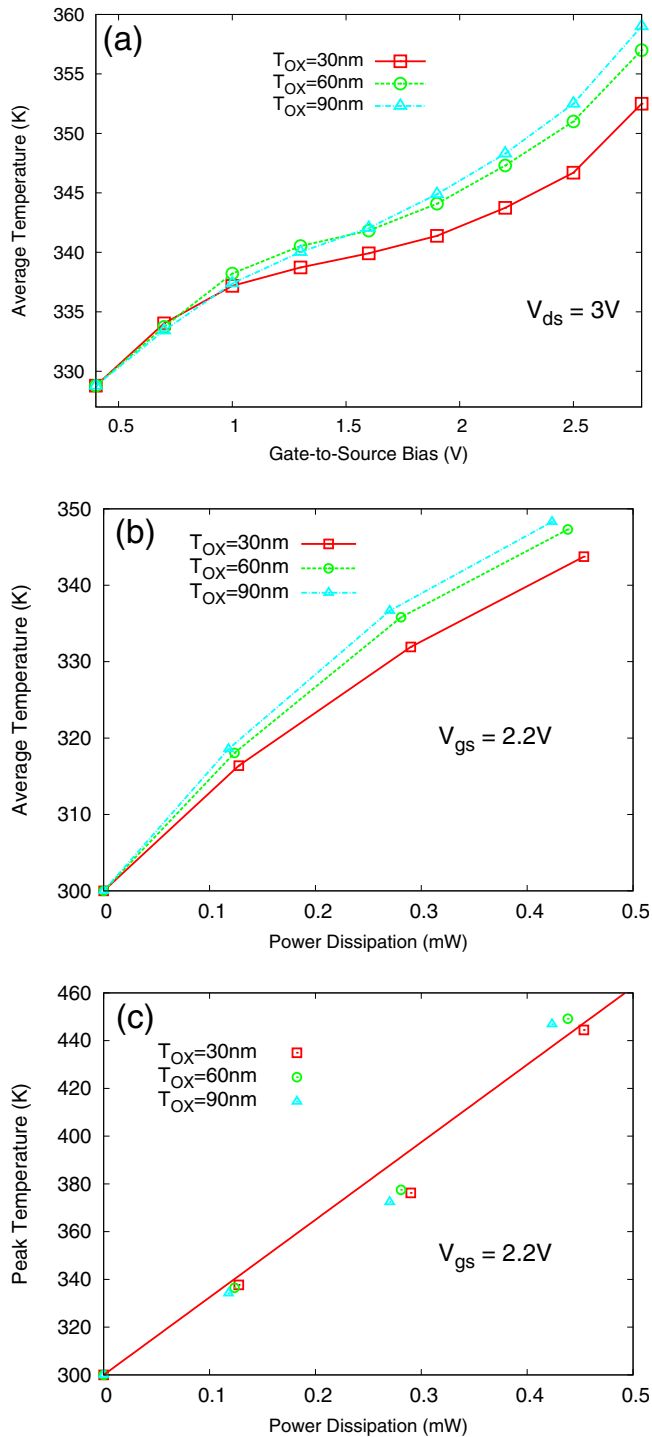 (a)
T_OX=30nm
T_OX=60nm
T_OX=90nm
V_ds = 3V
Average Temperature (K)
360
355
350
345
340
335
330
0.5 1 1.5 2 2.5
Gate-to-Source Bias (V)
(b)
T_OX=30nm
T_OX=60nm
T_OX=90nm
V_gs = 2.2V
Average Temperature (K)
350
340
330
320
310
300
0 0.1 0.2 0.3 0.4 0.5
Power Dissipation (mW)
(c)
T_OX=30nm
T_OX=60nm
T_OX=90nm
V_gs = 2.2V
Peak Temperature (K)
460
440
420
400
380
360
340
320
300
0 0.1 0.2 0.3 0.4 0.5
Power Dissipation (mW)